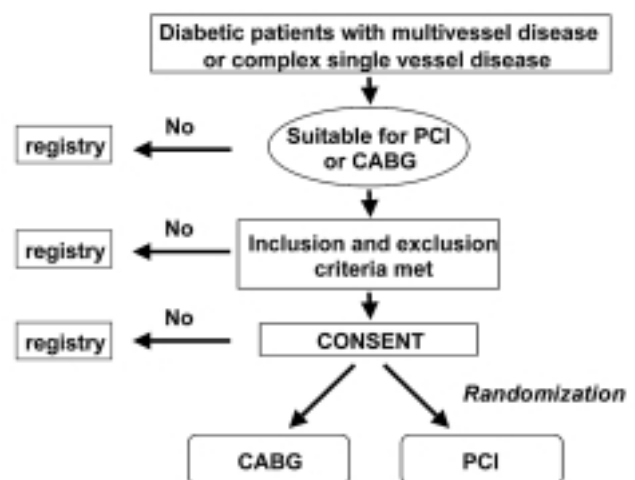 Diabetic patients with multivessel disease
or complex single vessel disease
No
registry
Suitable for PCI
or CABG
No
registry
Inclusion and exclusion
criteria met
No
registry
CONSENT
Randomization
CABG
PCI